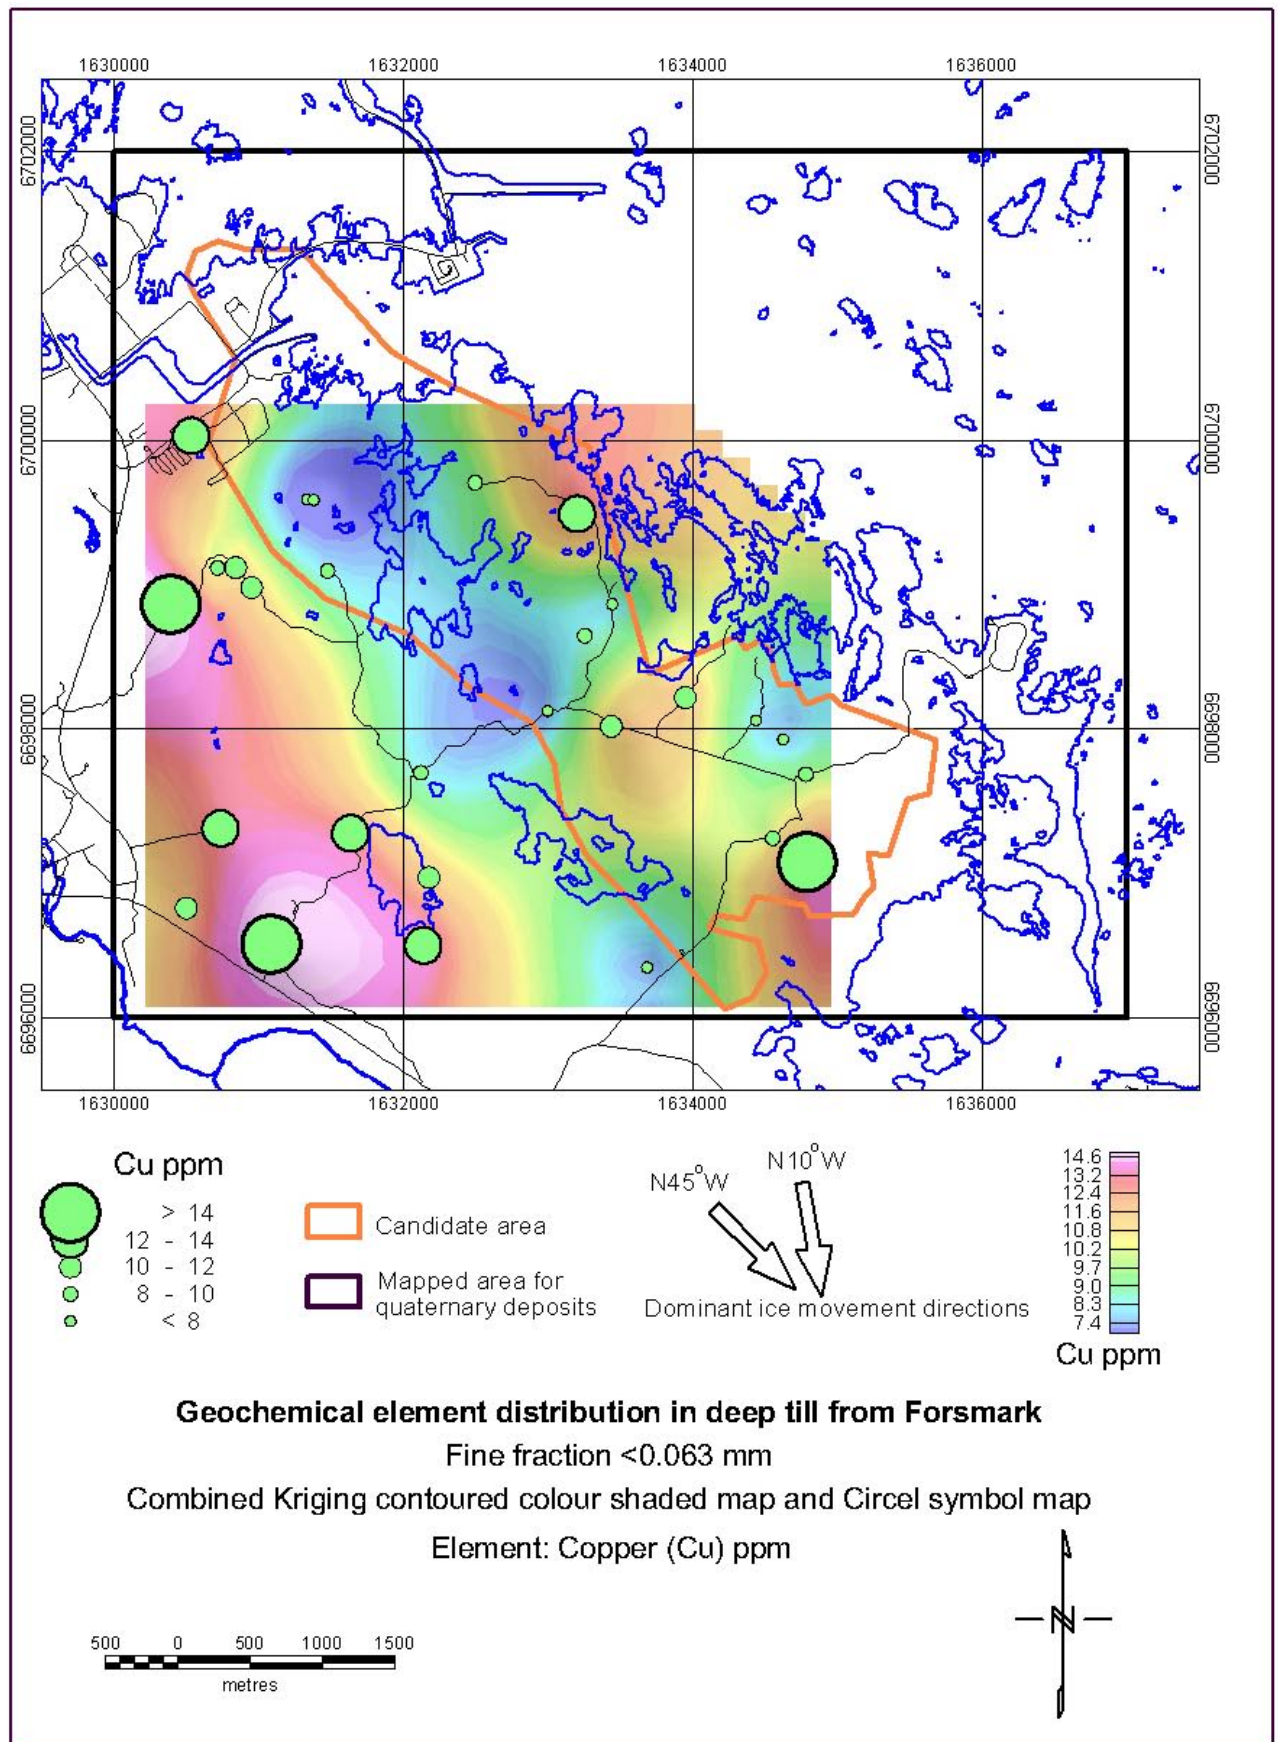 1630000 1632000 1634000 1636000
6702000 6702000
6700000 6700000
6698000 6698000
6696000 6696000
1630000 1632000 1634000 1636000
Cu ppm
> 14
12 - 14
10 - 12
8 - 10
< 8
Candidate area
Mapped area for
quaternary deposits
N45°W
N10°W
Dominant ice movement directions
14.6
13.2
12.4
11.6
10.8
10.2
9.7
9.0
8.3
7.4
Cu ppm
Geochemical element distribution in deep till from Forsmark
Fine fraction <0.063 mm
Combined Kriging contoured colour shaded map and Circel symbol map
Element: Copper (Cu) ppm
N
500 0 500 1000 1500
metres